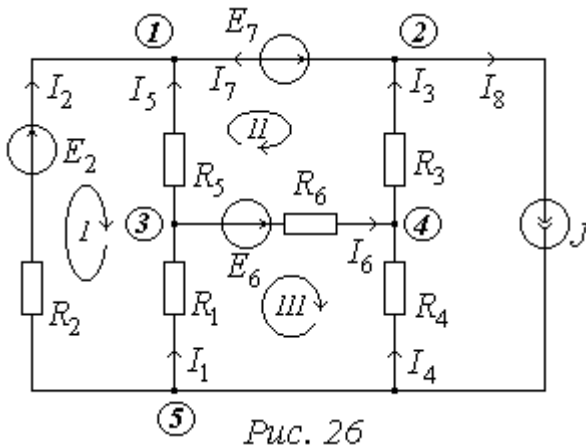 1 E7 2
I2 I5 I7 I3 I8
II
E2 R5 R6 R3
3 4
I J
E6 I6
R2 R1 III R4
I1 I4
5
Рис. 26